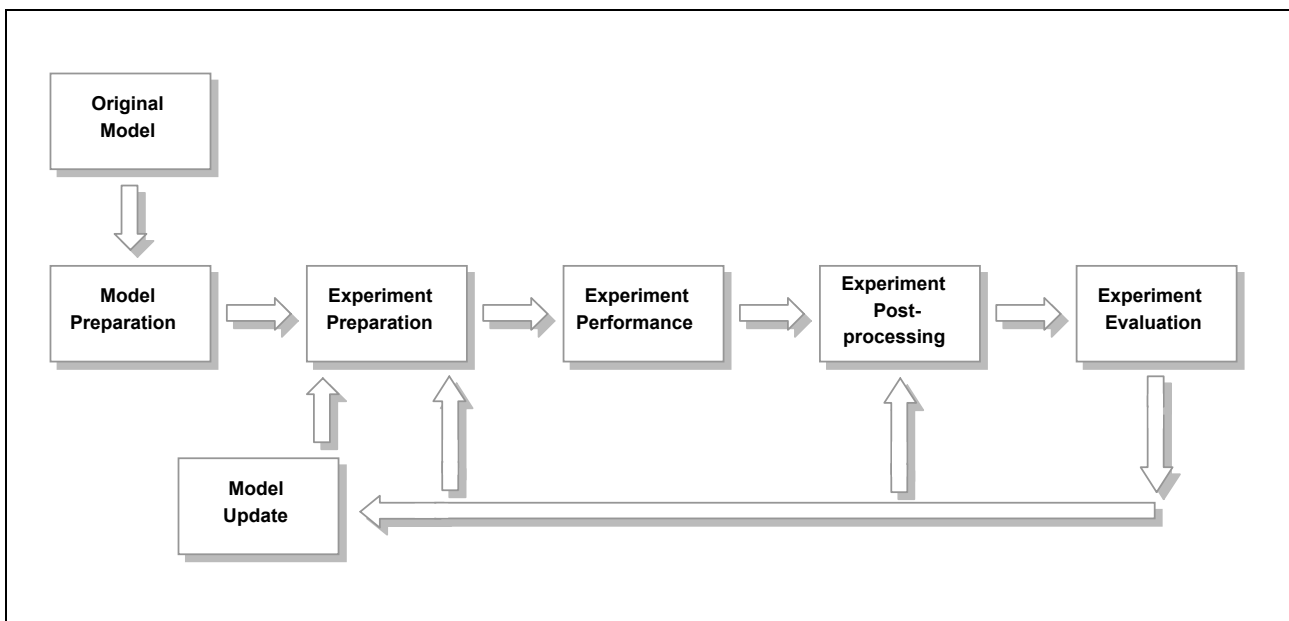 Original
Model
Model
Preparation
Experiment
Preparation
Experiment
Performance
Experiment
Post-
processing
Experiment
Evaluation
Model
Update